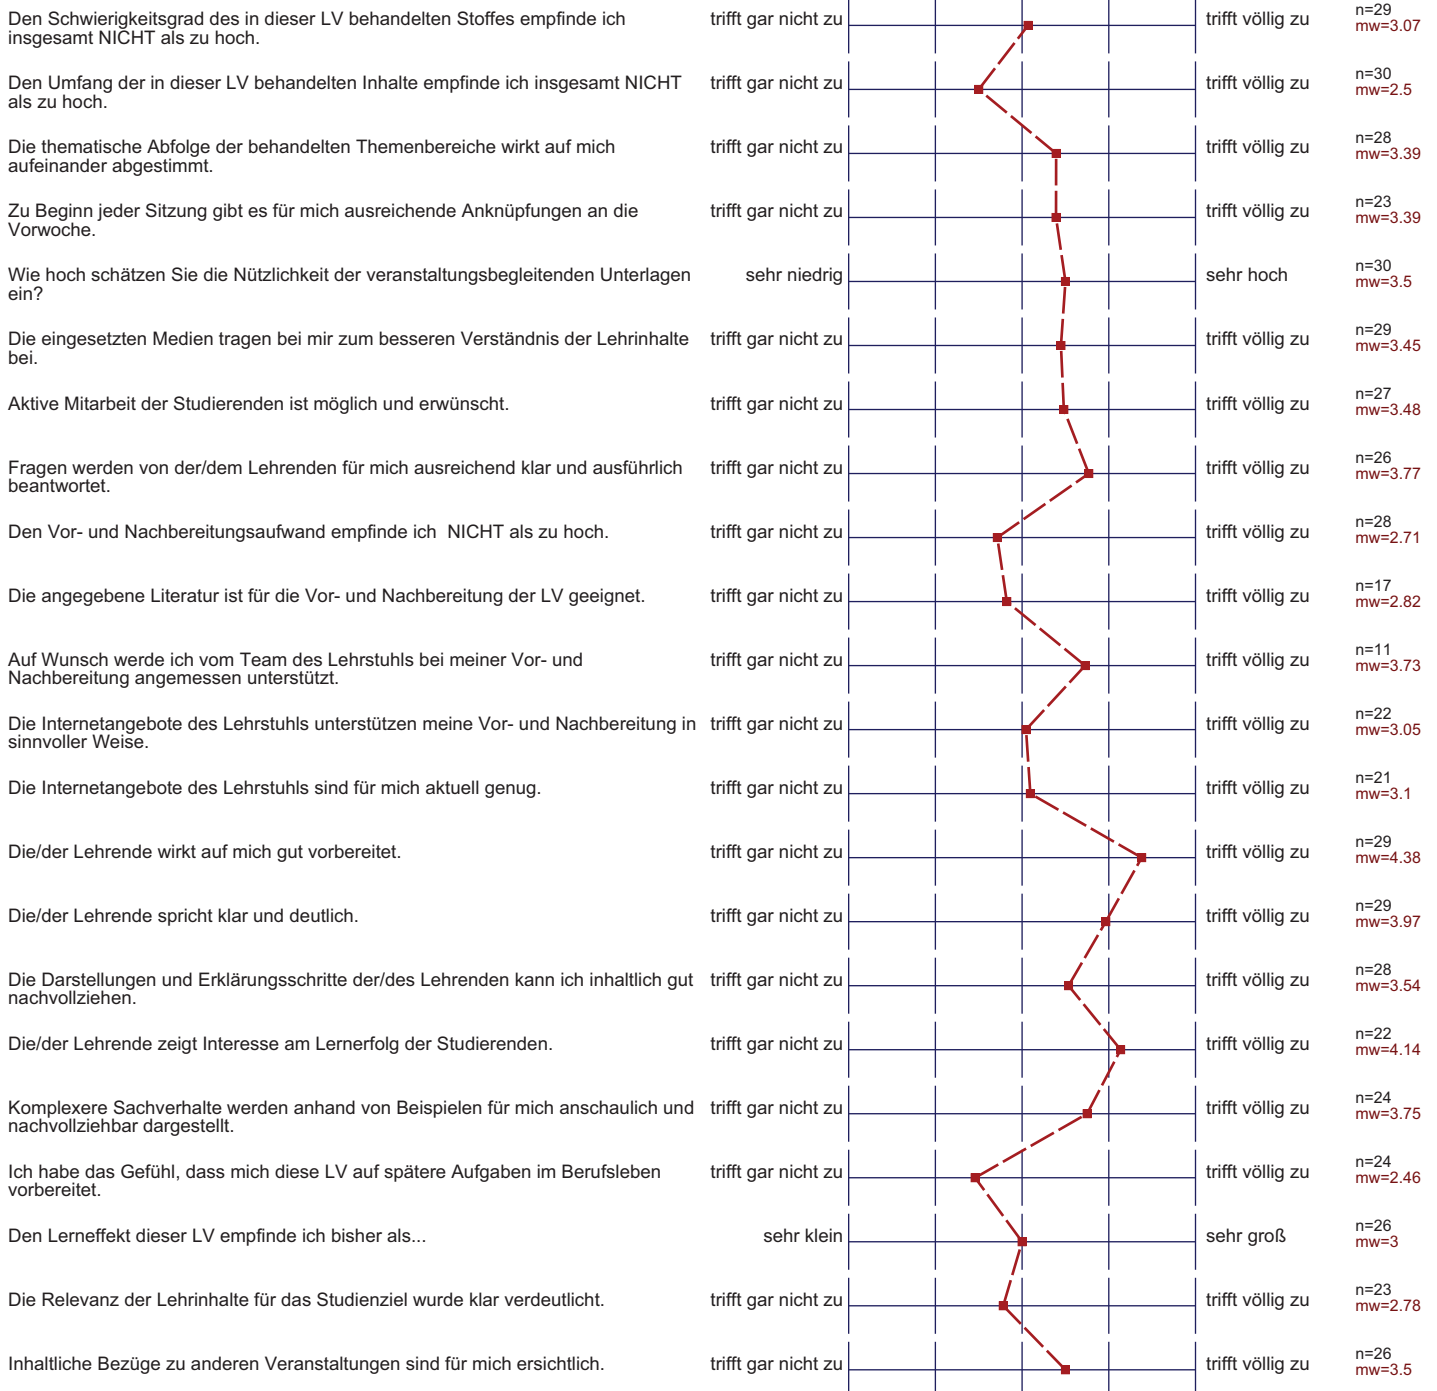 Den Schwierigkeitsgrad des in dieser LV behandelten Stoffes empfinde ich
insgesamt NICHT als zu hoch.
trifft gar nicht zu
trifft völlig zu
n=29
mw=3.07
Den Umfang der in dieser LV behandelten Inhalte empfinde ich insgesamt NICHT
als zu hoch.
trifft gar nicht zu
trifft völlig zu
n=30
mw=2.5
Die thematische Abfolge der behandelten Themenbereiche wirkt auf mich
aufeinander abgestimmt.
trifft gar nicht zu
trifft völlig zu
n=28
mw=3.39
Zu Beginn jeder Sitzung gibt es für mich ausreichende Anknüpfungen an die
Vorwoche.
trifft gar nicht zu
trifft völlig zu
n=23
mw=3.39
Wie hoch schätzen Sie die Nützlichkeit der veranstaltungsbegleitenden Unterlagen
ein?
sehr niedrig
sehr hoch
n=30
mw=3.5
Die eingesetzten Medien tragen bei mir zum besseren Verständnis der Lehrinhalte
bei.
trifft gar nicht zu
trifft völlig zu
n=29
mw=3.45
Aktive Mitarbeit der Studierenden ist möglich und erwünscht.
trifft gar nicht zu
trifft völlig zu
n=27
mw=3.48
Fragen werden von der/dem Lehrenden für mich ausreichend klar und ausführlich
beantwortet.
trifft gar nicht zu
trifft völlig zu
n=26
mw=3.77
Den Vor- und Nachbereitungsaufwand empfinde ich  NICHT als zu hoch.
trifft gar nicht zu
trifft völlig zu
n=28
mw=2.71
Die angegebene Literatur ist für die Vor- und Nachbereitung der LV geeignet.
trifft gar nicht zu
trifft völlig zu
n=17
mw=2.82
Auf Wunsch werde ich vom Team des Lehrstuhls bei meiner Vor- und
Nachbereitung angemessen unterstützt.
trifft gar nicht zu
trifft völlig zu
n=11
mw=3.73
Die Internetangebote des Lehrstuhls unterstützen meine Vor- und Nachbereitung in
sinnvoller Weise.
trifft gar nicht zu
trifft völlig zu
n=22
mw=3.05
Die Internetangebote des Lehrstuhls sind für mich aktuell genug.
trifft gar nicht zu
trifft völlig zu
n=21
mw=3.1
Die/der Lehrende wirkt auf mich gut vorbereitet.
trifft gar nicht zu
trifft völlig zu
n=29
mw=4.38
Die/der Lehrende spricht klar und deutlich.
trifft gar nicht zu
trifft völlig zu
n=29
mw=3.97
Die Darstellungen und Erklärungsschritte der/des Lehrenden kann ich inhaltlich gut
nachvollziehen.
trifft gar nicht zu
trifft völlig zu
n=28
mw=3.54
Die/der Lehrende zeigt Interesse am Lernerfolg der Studierenden.
trifft gar nicht zu
trifft völlig zu
n=22
mw=4.14
Komplexere Sachverhalte werden anhand von Beispielen für mich anschaulich und
nachvollziehbar dargestellt.
trifft gar nicht zu
trifft völlig zu
n=24
mw=3.75
Ich habe das Gefühl, dass mich diese LV auf spätere Aufgaben im Berufsleben
vorbereitet.
trifft gar nicht zu
trifft völlig zu
n=24
mw=2.46
Den Lerneffekt dieser LV empfinde ich bisher als...
sehr klein
sehr groß
n=26
mw=3
Die Relevanz der Lehrinhalte für das Studienziel wurde klar verdeutlicht.
trifft gar nicht zu
trifft völlig zu
n=23
mw=2.78
Inhaltliche Bezüge zu anderen Veranstaltungen sind für mich ersichtlich.
trifft gar nicht zu
trifft völlig zu
n=26
mw=3.5